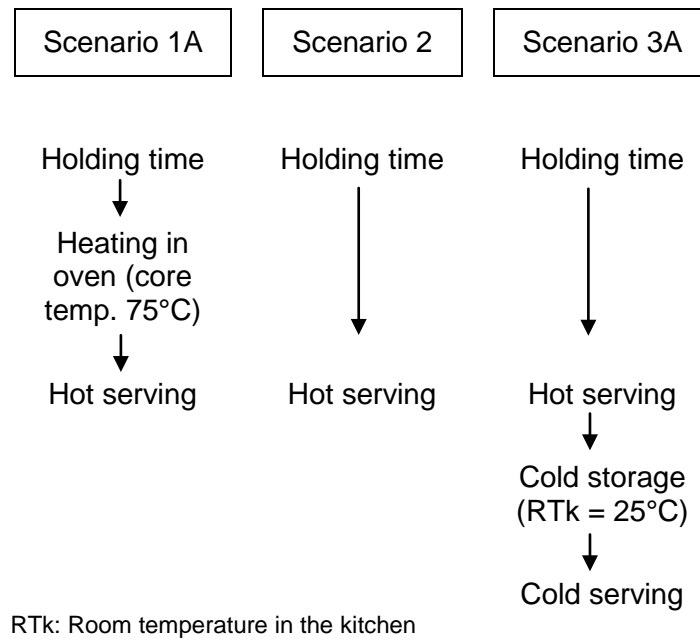 Scenario 1A
Scenario 2
Scenario 3A
Holding time
Holding time
Holding time
Heating in
oven (core
temp. 75°C)
Hot serving
Hot serving
Hot serving
Cold storage
(RTk = 25°C)
Cold serving
RTk: Room temperature in the kitchen